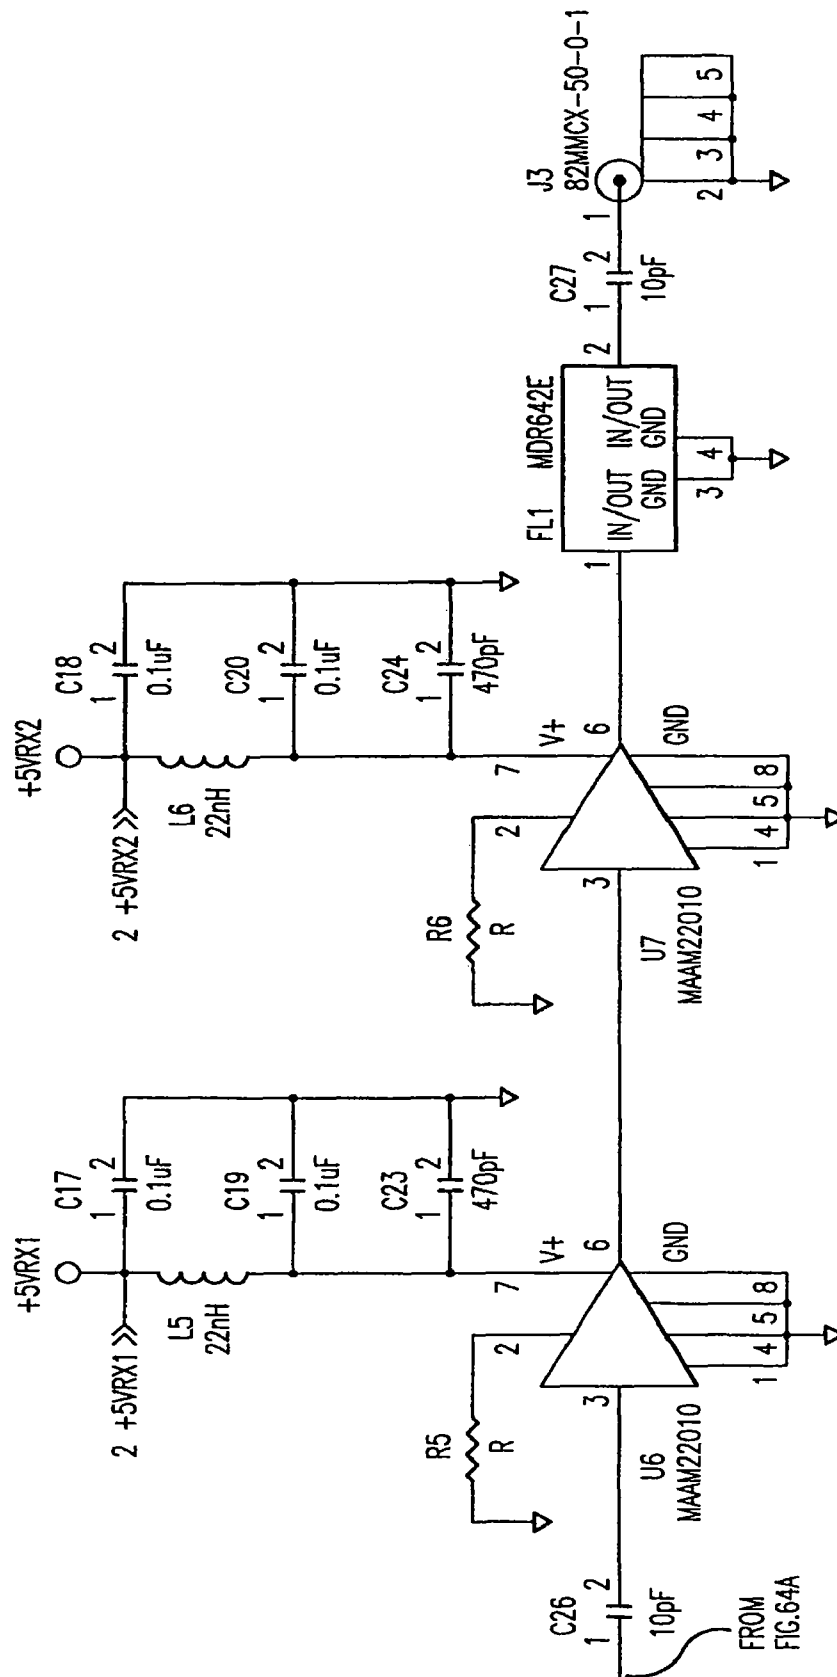 +5VRX1
2 +5VRX1
C17
1 2
0.1uF
L5
22nH
C19
1 2
0.1uF
C23
1 2
470pF
R5
R
2
7
V+
3
6
GND
1 4 5 8
U6
MAAM22010
C26
1 2
10pF
FROM
FIG.64A
+5VRX2
2 +5VRX2
C18
1 2
0.1uF
L6
22nH
C20
1 2
0.1uF
C24
1 2
470pF
R6
R
2
7
V+
3
6
GND
1 4 5 8
U7
MAAM22010
FL1 MDR642E
1
IN/OUT IN/OUT
GND GND
2
3 4
C27
1 2
10pF
J3
82MMCX-50-0-1
1
2 3 4 5